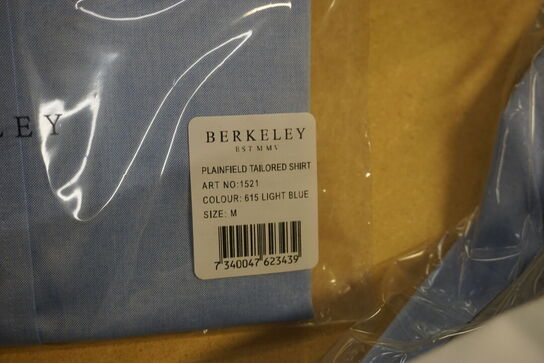 LEY
BERKELEY
EST MMV
PLAINFIELD TAILORED SHIRT
ART NO:1521
COLOUR: 615 LIGHT BLUE
SIZE: M
7 340047 623439